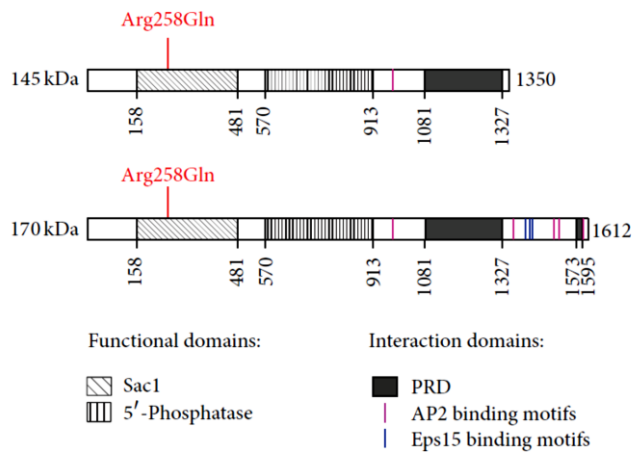 Arg258Gln
145 kDa 1350
158 481 570 913 1081 1327
Arg258Gln
170 kDa 1612
158 481 570 913 1081 1327 1573 1595
Functional domains: Interaction domains:
Sac1 PRD
5′-Phosphatase AP2 binding motifs
Eps15 binding motifs